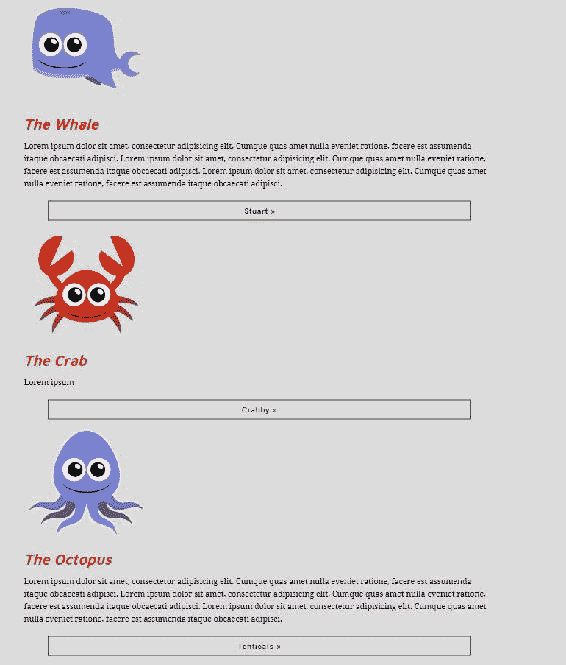 The Whale
Lorem ipsum dolor sit amet, consectetur adipisicing elit. Cumque quas amet nulla eveniet ratione, facere est assumenda
itaque obcaecati adipisci. Lorem ipsum dolor sit amet, consectetur adipisicing elit. Cumque quas amet nulla eveniet ratione,
facere est assumenda itaque obcaecati adipisci. Lorem ipsum dolor sit amet, consectetur adipisicing elit. Cumque quas amet
nulla eveniet ratione, facere est assumenda itaque obcaecati adipisci.
Stuart »
The Crab
Lorem ipsum
Crabby »
The Octopus
Lorem ipsum dolor sit amet, consectetur adipisicing elit. Cumque quas amet nulla eveniet ratione, facere est assumenda
itaque obcaecati adipisci. Lorem ipsum dolor sit amet, consectetur adipisicing elit. Cumque quas amet nulla eveniet ratione,
facere est assumenda itaque obcaecati adipisci. Lorem ipsum dolor sit amet, consectetur adipisicing elit. Cumque quas amet
nulla eveniet ratione, facere est assumenda itaque obcaecati adipisci.